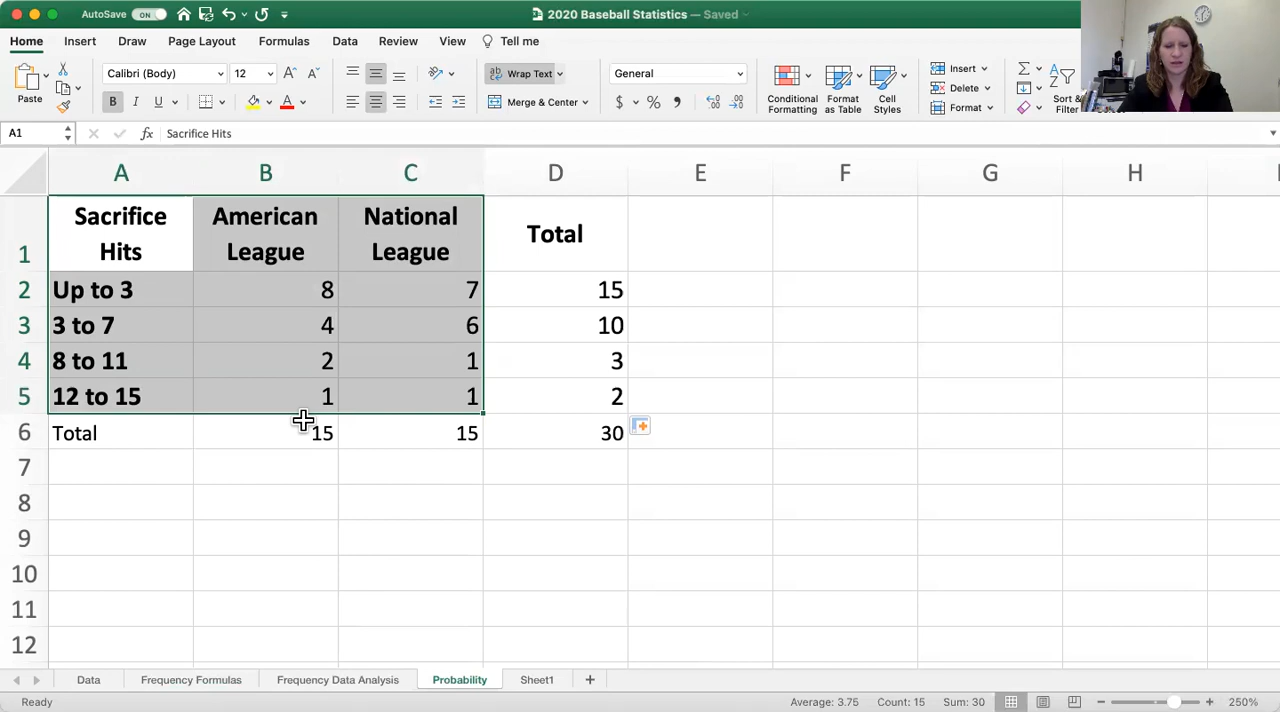 AutoSave ON 2020 Baseball Statistics — Saved
Home Insert Draw Page Layout Formulas Data Review View Tell me
Paste Calibri (Body) 12 Wrap Text General Conditional Formatting Format as Table Cell Styles Insert Sort & Filter
B I U A Merge & Center $ % Delete
Format
A1 fx Sacrifice Hits
A B C D E F G H
1 Sacrifice Hits American League National League Total
2 Up to 3 8 7 15
3 3 to 7 4 6 10
4 8 to 11 2 1 3
5 12 to 15 1 1 2
6 Total 15 15 30
7
8
9
10
11
12
Data Frequency Formulas Frequency Data Analysis Probability Sheet1
Ready Average: 3.75 Count: 15 Sum: 30 250%